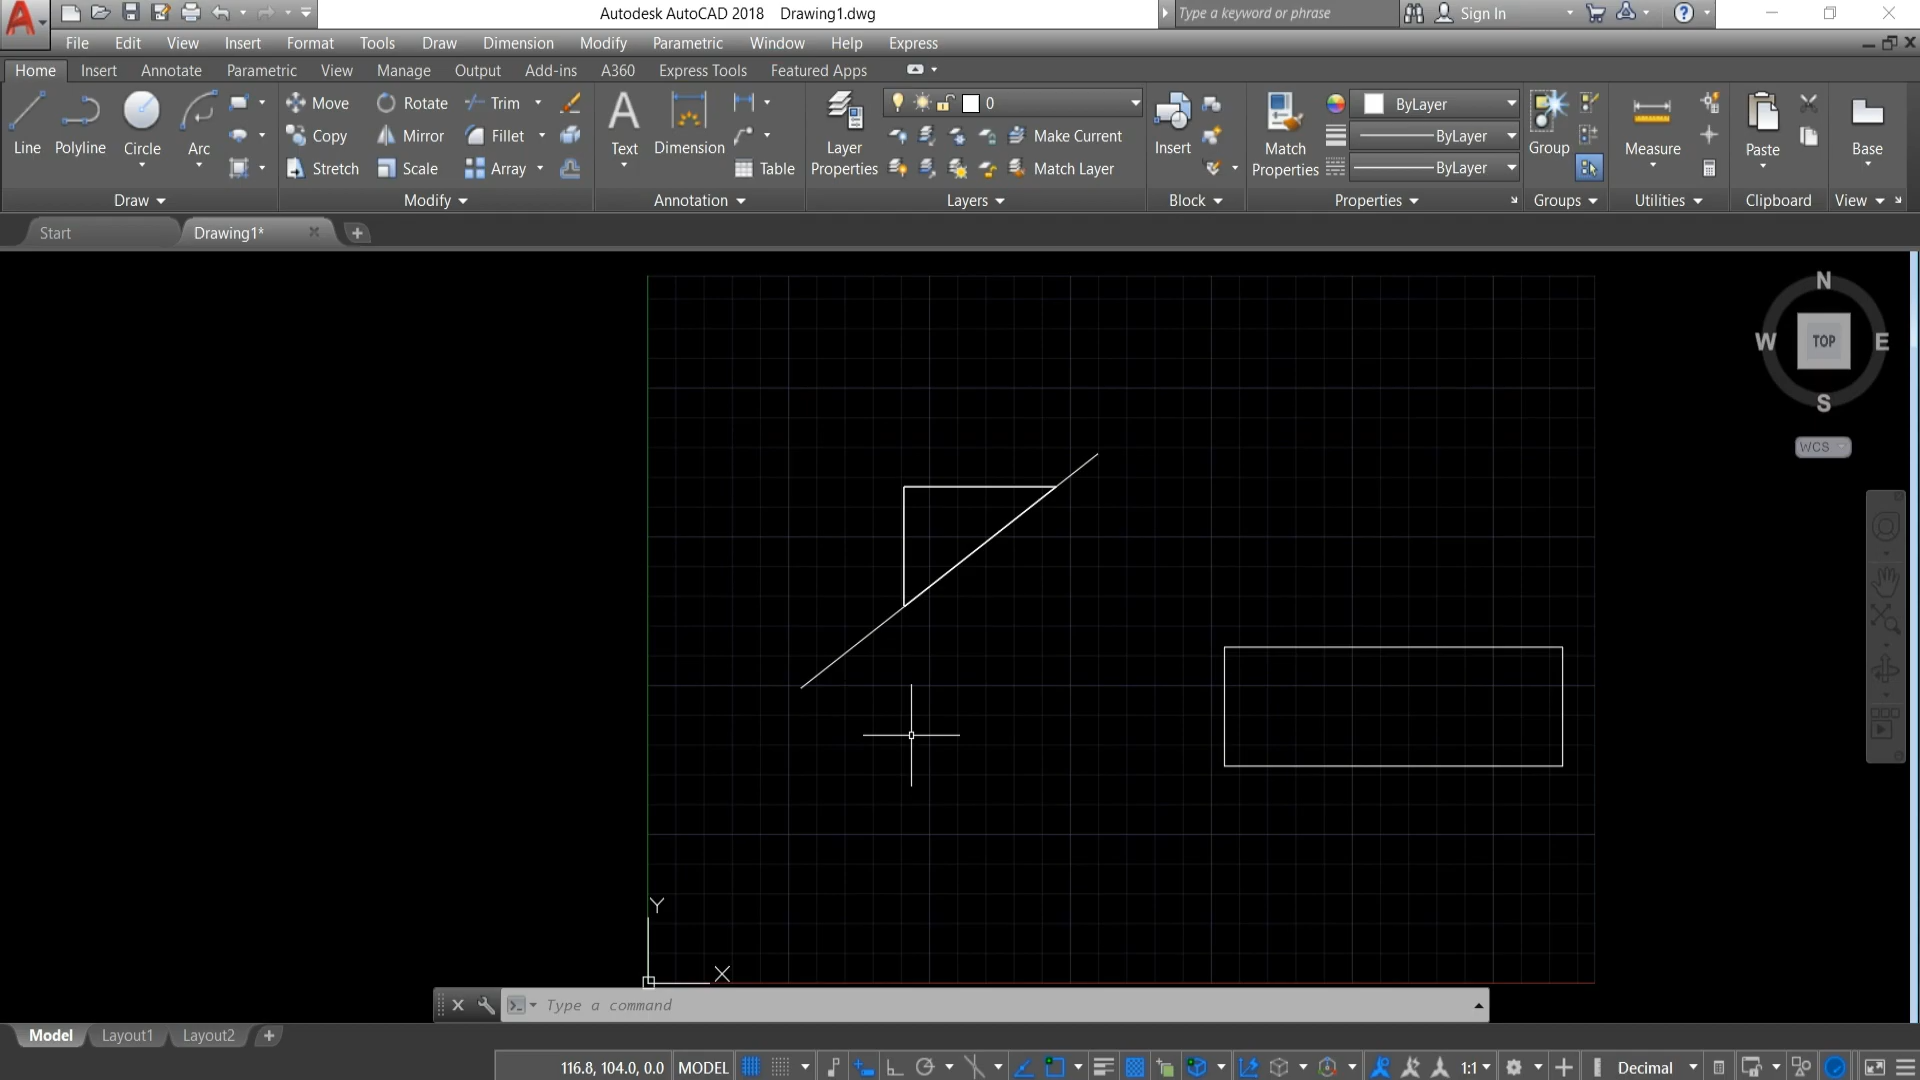 Autodesk AutoCAD 2018 Drawing1.dwg
Type a keyword or phrase
Sign In
File Edit View Insert Format Tools Draw Dimension Modify Parametric Window Help Express
Home Insert Annotate Parametric View Manage Output Add-ins A360 Express Tools Featured Apps
Line Polyline Circle Arc
Move Rotate Trim
Copy Mirror Fillet
Stretch Scale Array
Text Dimension Table
Layer Properties
0
Make Current
Match Layer
Insert
Match Properties
ByLayer
ByLayer
ByLayer
Group
Measure
Paste
Base
Draw Modify Annotation Layers Block Properties Groups Utilities Clipboard View
Start Drawing1*
N
W TOP E
S
WCS
Y
X
Type a command
Model Layout1 Layout2
116.8, 104.0, 0.0 MODEL 1:1 Decimal